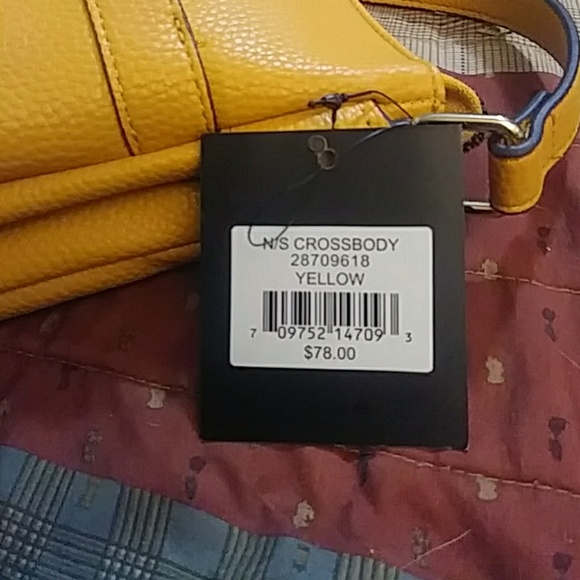 N/S CROSSBODY
28709618
YELLOW
7 09752 14709 3
$78.00